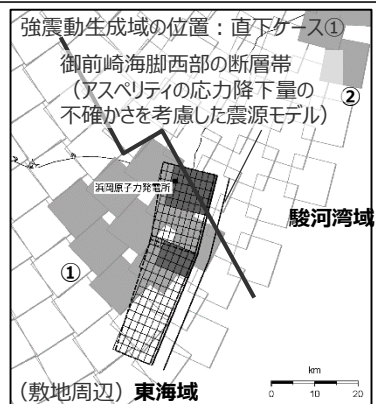 強震動生成域の位置：直下ケース①
御前崎海脚西部の断層帯
（アスペリティの応力降下量の
不確かさを考慮した震源モデル）
②
浜岡原子力発電所
駿河湾域
①
km
0 10 20
（敷地周辺）東海域